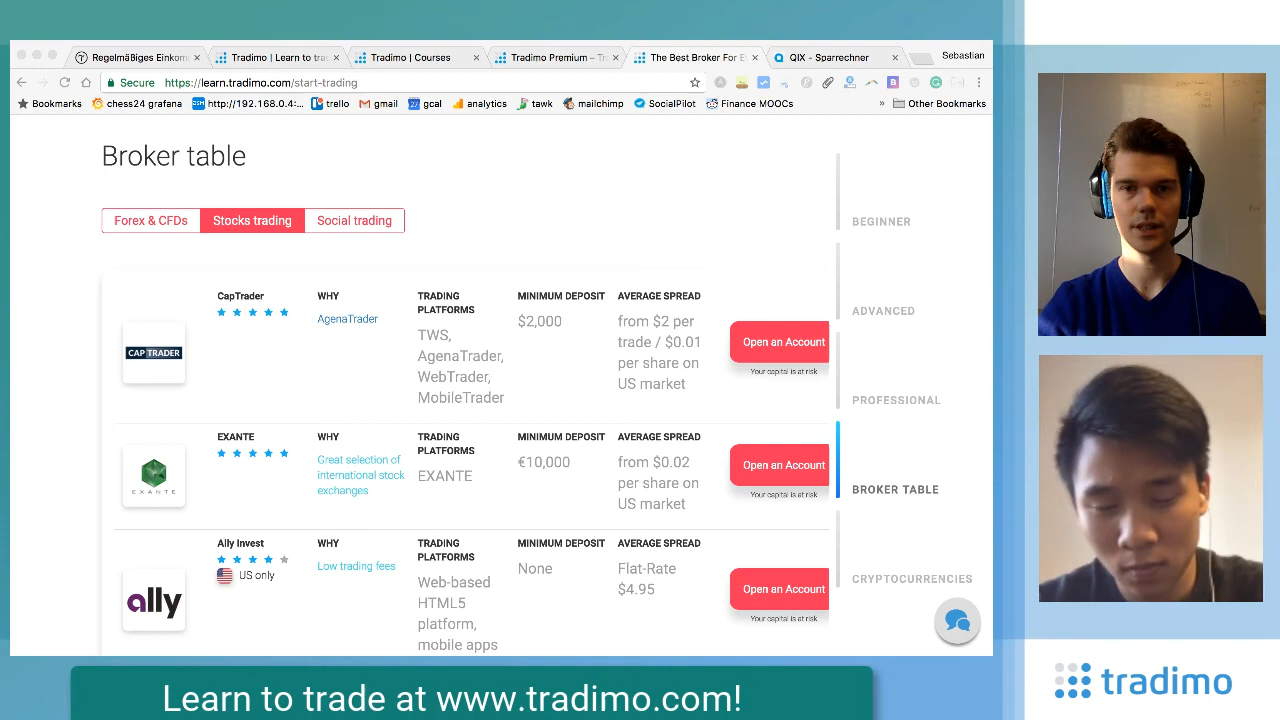 Regelmäßiges Einkom
Tradimo | Learn to trad
Tradimo | Courses
Tradimo Premium – Tra
The Best Broker For E
QIX - Sparrechner
Sebastian
Secure
https://learn.tradimo.com/start-trading
Bookmarks
chess24 grafana
http://192.168.0.4:...
trello
gmail
27
gcal
analytics
tawk
mailchimp
SocialPilot
Finance MOOCs
»
Other Bookmarks
Broker table
Forex & CFDs
Stocks trading
Social trading
CAP TRADER
CapTrader
WHY
AgenaTrader
TRADING
PLATFORMS
TWS,
AgenaTrader,
WebTrader,
MobileTrader
MINIMUM DEPOSIT
$2,000
AVERAGE SPREAD
from $2 per
trade / $0.01
per share on
US market
Open an Account
Your capital is at risk
EXANTE
EXANTE
WHY
Great selection of
international stock
exchanges
TRADING
PLATFORMS
EXANTE
MINIMUM DEPOSIT
€10,000
AVERAGE SPREAD
from $0.02
per share on
US market
Open an Account
Your capital is at risk
ally
Ally Invest
US only
WHY
Low trading fees
TRADING
PLATFORMS
Web-based
HTML5
platform,
mobile apps
MINIMUM DEPOSIT
None
AVERAGE SPREAD
Flat-Rate
$4.95
Open an Account
Your capital is at risk
BEGINNER
ADVANCED
PROFESSIONAL
BROKER TABLE
CRYPTOCURRENCIES
Learn to trade at www.tradimo.com!
tradimo